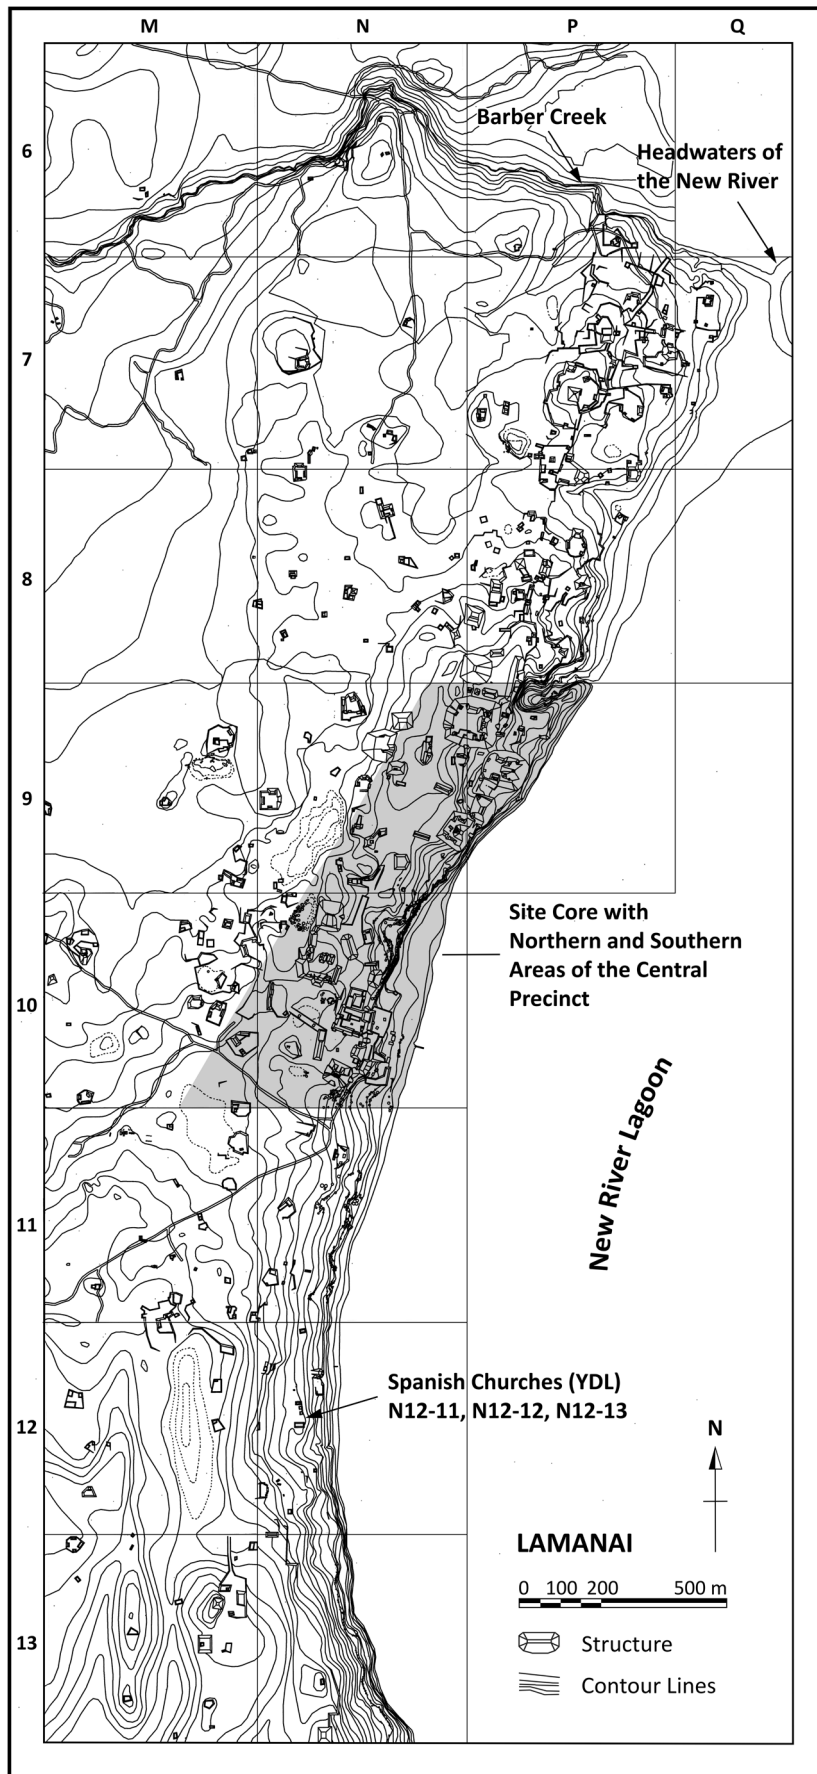 M N P Q
6
Barber Creek
Headwaters of
the New River
7
8
9
Site Core with
Northern and Southern
Areas of the Central
Precinct
10
New River Lagoon
11
Spanish Churches (YDL)
N12-11, N12-12, N12-13
12
N
LAMANAI
0 100 200 500 m
13
Structure
Contour Lines